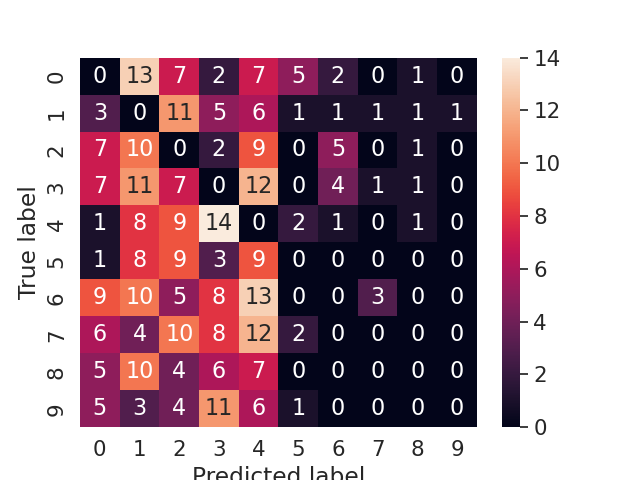 0 13 7 2 7 5 2 0 1 0
3 0 11 5 6 1 1 1 1 1
7 10 0 2 9 0 5 0 1 0
7 11 7 0 12 0 4 1 1 0
1 8 9 14 0 2 1 0 1 0
1 8 9 3 9 0 0 0 0 0
9 10 5 8 13 0 0 3 0 0
6 4 10 8 12 2 0 0 0 0
5 10 4 6 7 0 0 0 0 0
5 3 4 11 6 1 0 0 0 0
0 1 2 3 4 5 6 7 8 9
Predicted label
0 1 2 3 4 5 6 7 8 9
True label
14
12
10
8
6
4
2
0